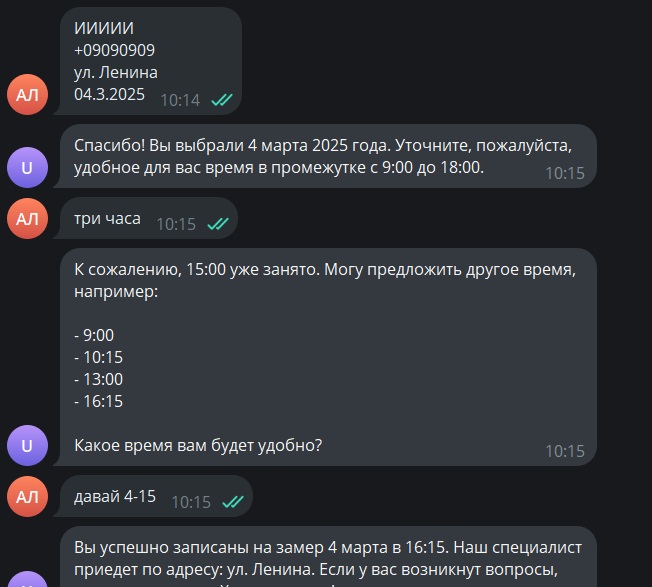 ИИИИИ
+09090909
ул. Ленина
04.3.2025 10:14
АЛ
Спасибо! Вы выбрали 4 марта 2025 года. Уточните, пожалуйста,
удобное для вас время в промежутке с 9:00 до 18:00.
10:15
U
АЛ
три часа 10:15
К сожалению, 15:00 уже занято. Могу предложить другое время,
например:
- 9:00
- 10:15
- 13:00
- 16:15
Какое время вам будет удобно?
10:15
U
АЛ
давай 4-15 10:15
Вы успешно записаны на замер 4 марта в 16:15. Наш специалист
приедет по адресу: ул. Ленина. Если у вас возникнут вопросы,